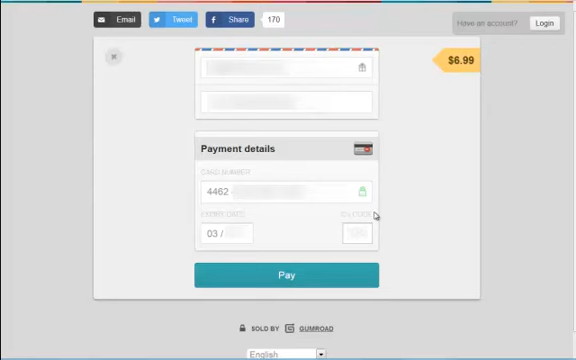 Email Tweet Share 170
Have an account? Login
$6.99
Payment details
CARD NUMBER
4462
EXPIRY DATE
03 /
Pay
SOLD BY GUMROAD
English